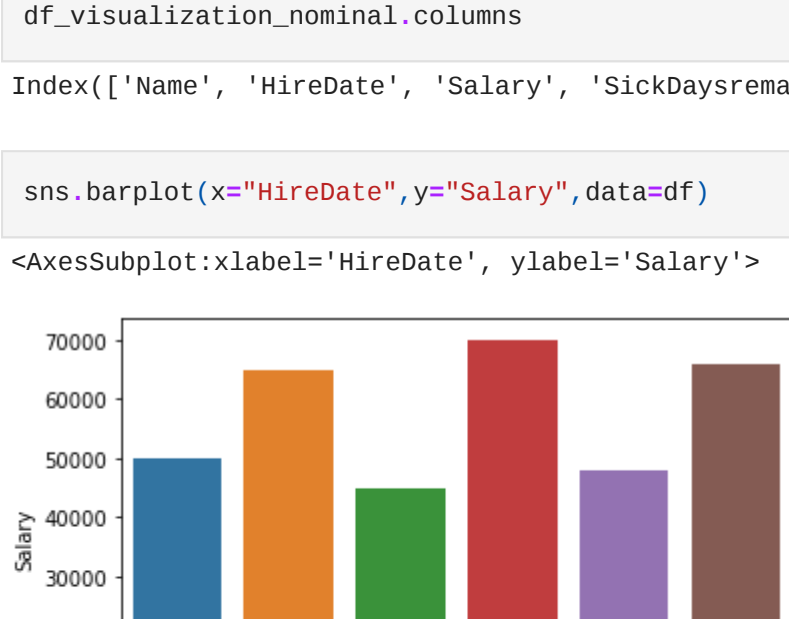 df_visualization_nominal.columns
Index(['Name', 'HireDate', 'Salary', 'SickDaysrema
sns.barplot(x="HireDate",y="Salary",data=df)
<AxesSubplot:xlabel='HireDate', ylabel='Salary'>
70000
60000
50000
40000
30000
Salary